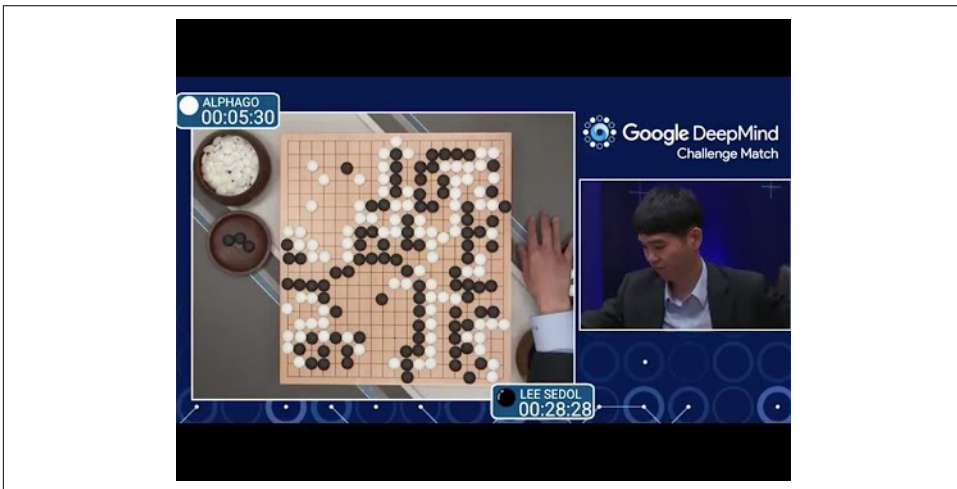 ALPHAGO
00:05:30
Google DeepMind
Challenge Match
LEE SEDOL
00:28:28